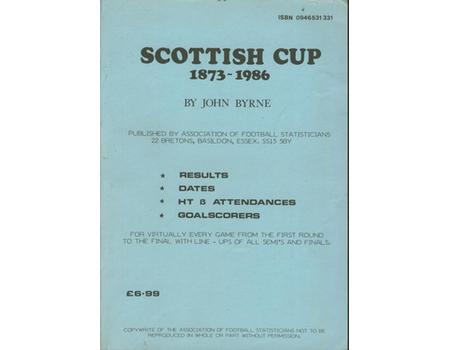 ISBN 0946531 331
SCOTTISH CUP
1873-1986
BY JOHN BYRNE
PUBLISHED BY ASSOCIATION OF FOOTBALL STATISTICIANS
22 BRETONS, BASILDON, ESSEX. SS15 5BY
* RESULTS
* DATES
* HT & ATTENDANCES
* GOALSCORERS
FOR VIRTUALLY EVERY GAME FROM THE FIRST ROUND
TO THE FINAL WITH LINE - UPS OF ALL SEMI'S AND FINALS.
£6·99
COPYWRITE OF THE ASSOCIATION OF FOOTBALL STATISTICIANS NOT TO BE
REPRODUCED IN WHOLE OR PART WITHOUT PERMISSION.